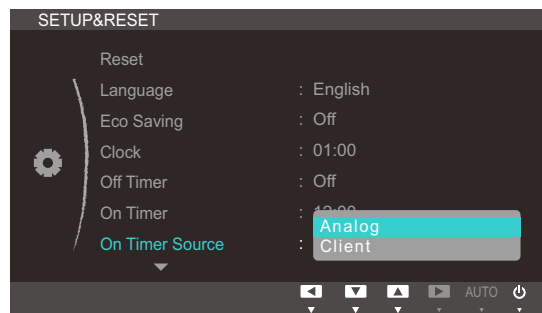 SETUP&RESET
Reset
Language : English
Eco Saving : Off
Clock : 01:00
Off Timer : Off
On Timer :
On Timer Source :
Analog
Client
AUTO